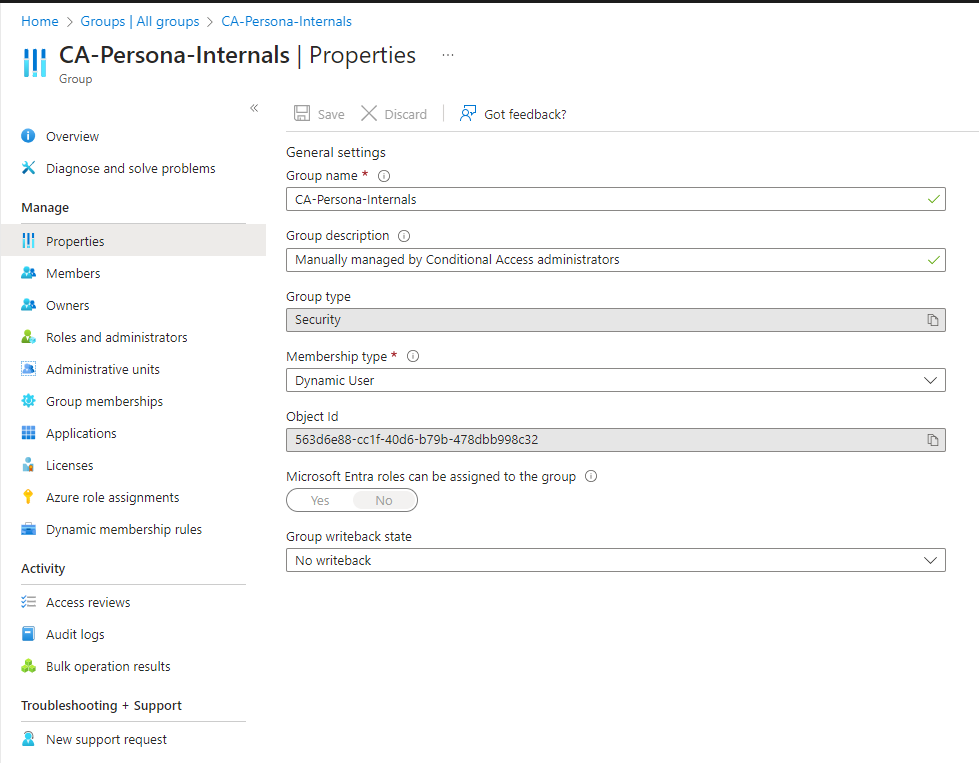 Home > Groups | All groups > CA-Persona-Internals
CA-Persona-Internals | Properties ...
Group
«
Save Discard Got feedback?
Overview
Diagnose and solve problems
Manage
Properties
Members
Owners
Roles and administrators
Administrative units
Group memberships
Applications
Licenses
Azure role assignments
Dynamic membership rules
Activity
Access reviews
Audit logs
Bulk operation results
Troubleshooting + Support
New support request
General settings
Group name *
CA-Persona-Internals
Group description
Manually managed by Conditional Access administrators
Group type
Security
Membership type *
Dynamic User
Object Id
563d6e88-cc1f-40d6-b79b-478dbb998c32
Microsoft Entra roles can be assigned to the group
Yes No
Group writeback state
No writeback